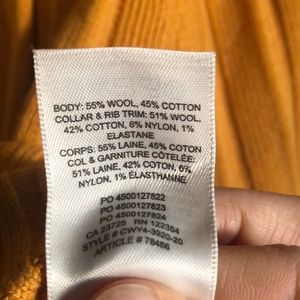 BODY: 55% WOOL, 45% COTTON
COLLAR & RIB TRIM: 51% WOOL,
42% COTTON, 6% NYLON, 1%
ELASTANE
CORPS: 55% LAINE, 45% COTON
COL & GARNITURE CÔTELÉE:
51% LAINE, 42% COTON, 6%
NYLON, 1% ÉLASTHANNE
PO 4500127822
PO 4500127823
PO 4500127824
CA 23725 RN 122354
STYLE # CWY4-3920-20
ARTICLE # 78466